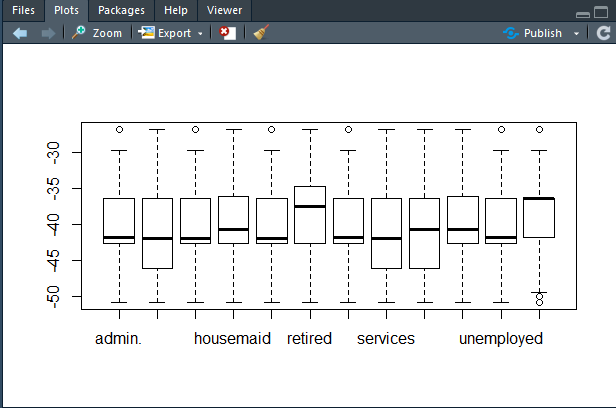 Files Plots Packages Help Viewer
Zoom Export Publish
-30
-35
-40
-45
-50
admin. housemaid retired services unemployed